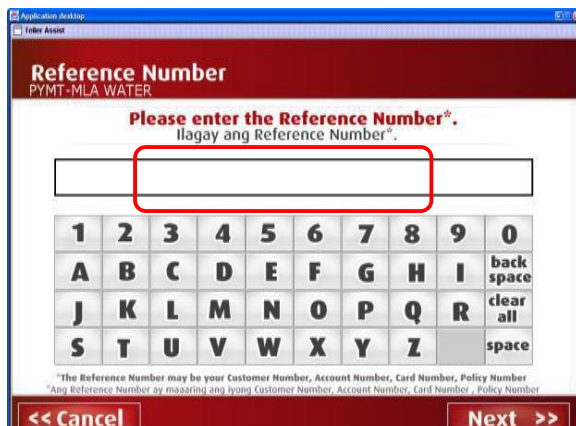 Application desktop
Teller Assist
Reference Number
PYMT-MLA WATER
Please enter the Reference Number*.
Ilagay ang Reference Number*.
1 2 3 4 5 6 7 8 9 0
A B C D E F G H I back space
J K L M N O P Q R clear all
S T U V W X Y Z space
*The Reference Number may be your Customer Number, Account Number, Card Number, Policy Number
*Ang Reference Number ay maaaring ang iyong Customer Number, Account Number, Card Number , Policy Number
<< Cancel Next >>